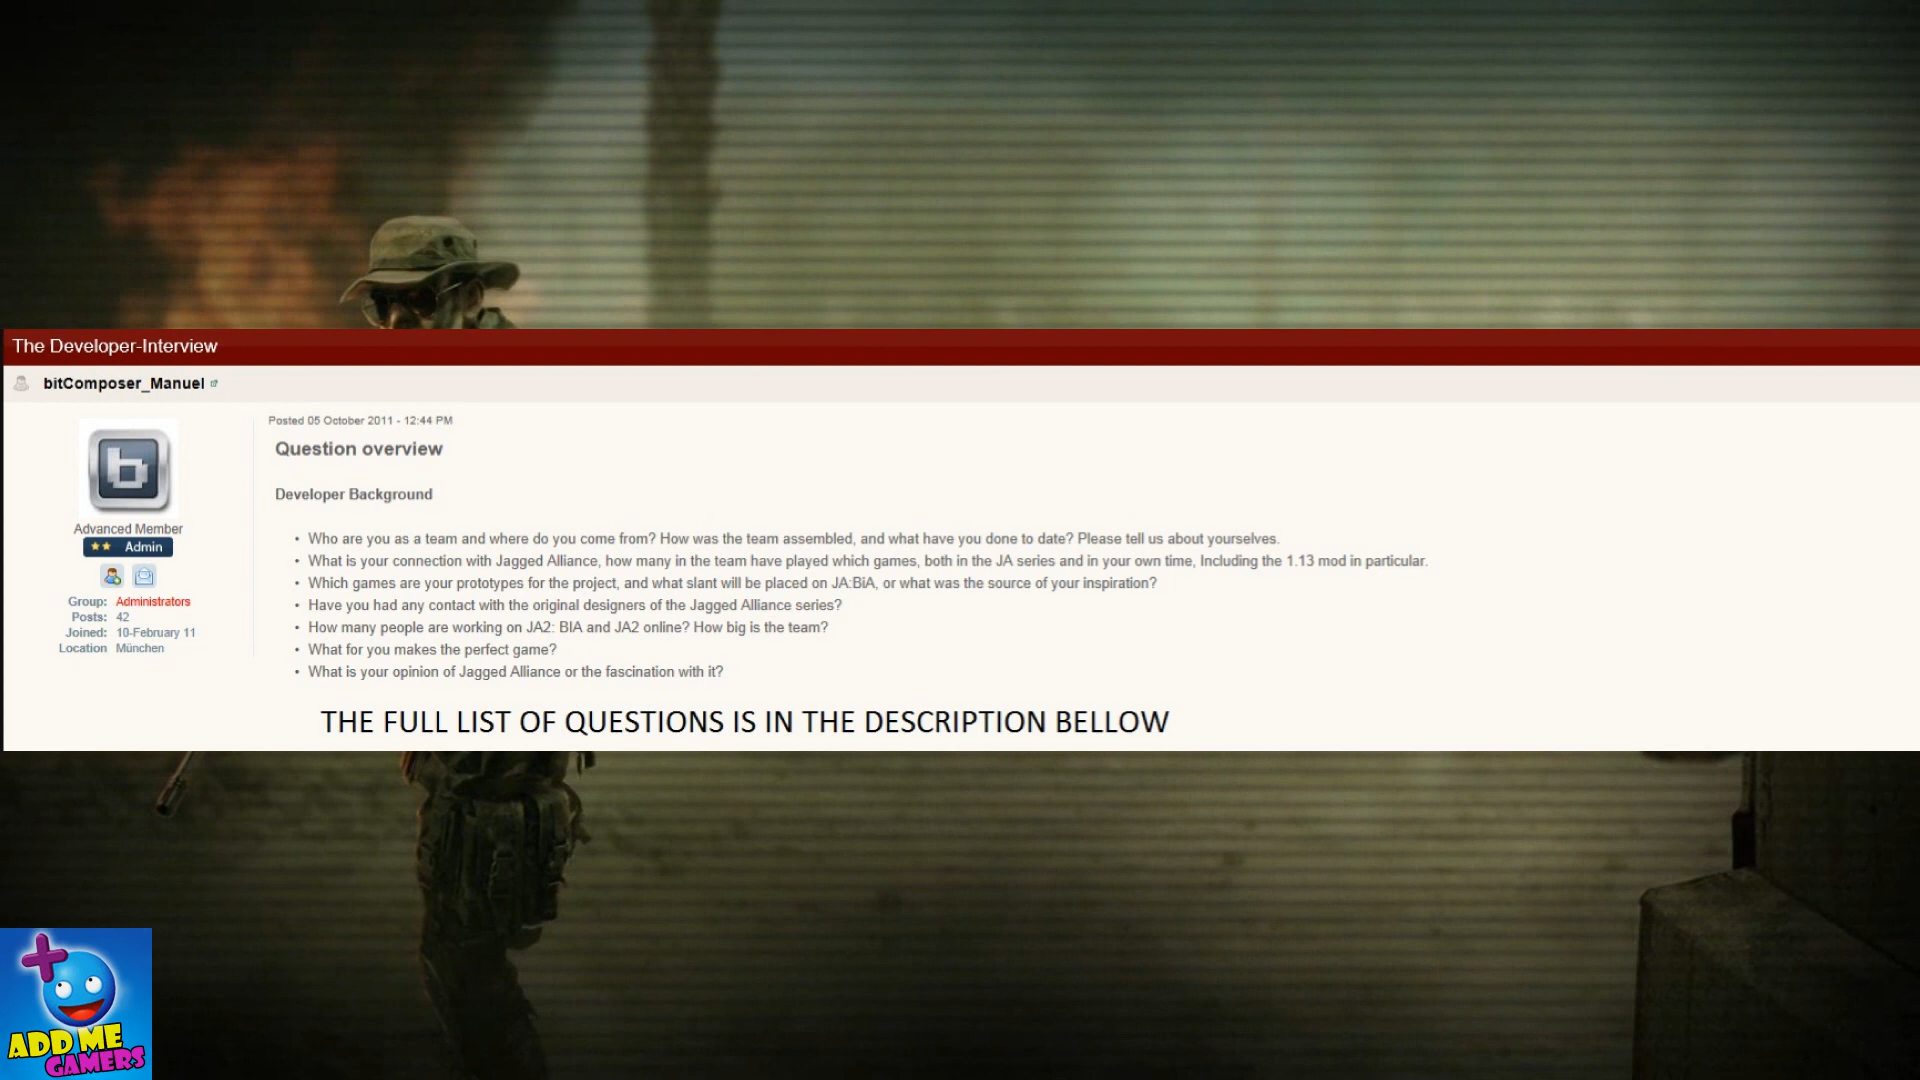 The Developer-Interview
bitComposer_Manuel
Posted 05 October 2011 - 12:44 PM
Question overview
Developer Background
b
Advanced Member
Admin
Group: Administrators
Posts: 42
Joined: 10-February 11
Location München
• Who are you as a team and where do you come from? How was the team assembled, and what have you done to date? Please tell us about yourselves.
• What is your connection with Jagged Alliance, how many in the team have played which games, both in the JA series and in your own time, Including the 1.13 mod in particular.
• Which games are your prototypes for the project, and what slant will be placed on JA:BiA, or what was the source of your inspiration?
• Have you had any contact with the original designers of the Jagged Alliance series?
• How many people are working on JA2: BIA and JA2 online? How big is the team?
• What for you makes the perfect game?
• What is your opinion of Jagged Alliance or the fascination with it?
THE FULL LIST OF QUESTIONS IS IN THE DESCRIPTION BELLOW
ADD ME
GAMERS